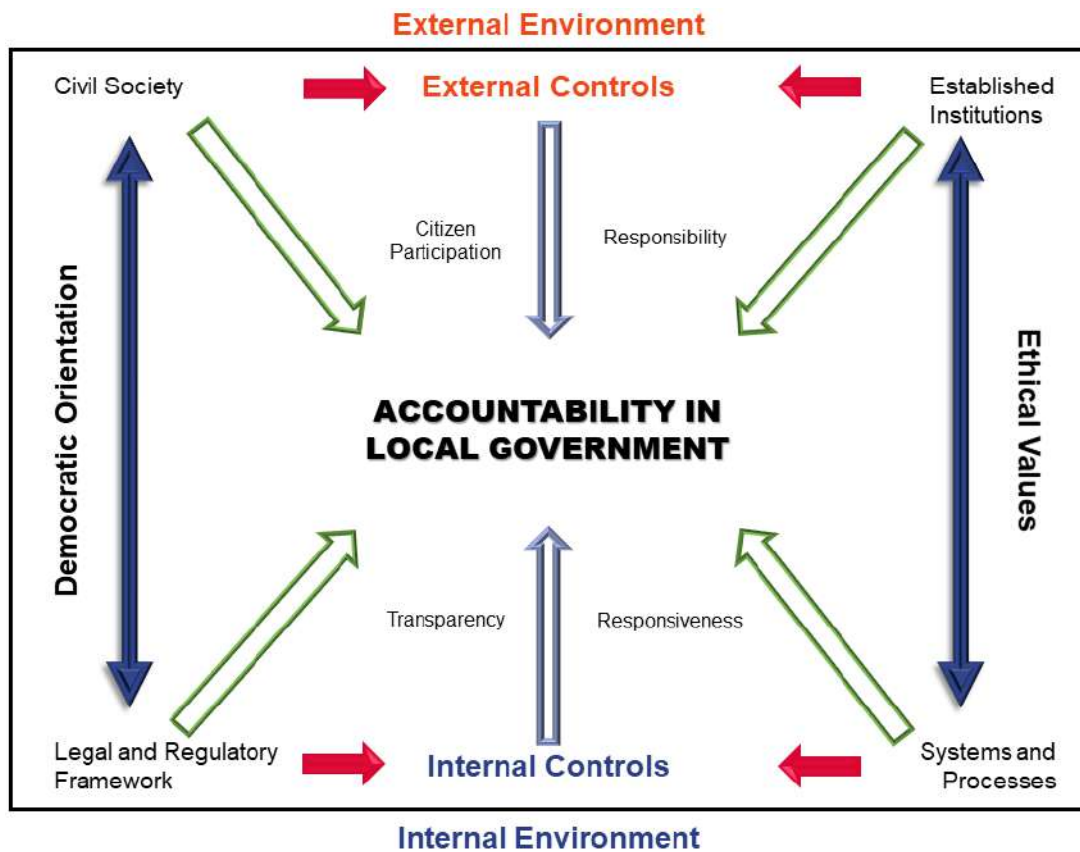 External Environment
Civil Society
External Controls
Established
Institutions
Citizen
Participation
Responsibility
Democratic Orientation
ACCOUNTABILITY IN
LOCAL GOVERNMENT
Ethical Values
Transparency
Responsiveness
Legal and Regulatory
Framework
Internal Controls
Systems and
Processes
Internal Environment